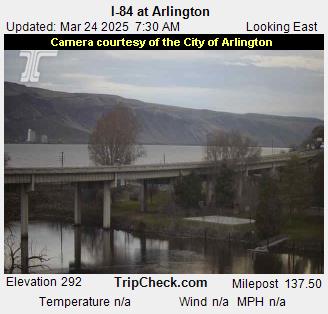 I-84 at Arlington
Updated: Mar 24 2025 7:30 AM Looking East
Camera courtesy of the City of Arlington
Elevation 292 TripCheck.com Milepost 137.50
Temperature n/a Wind n/a MPH n/a